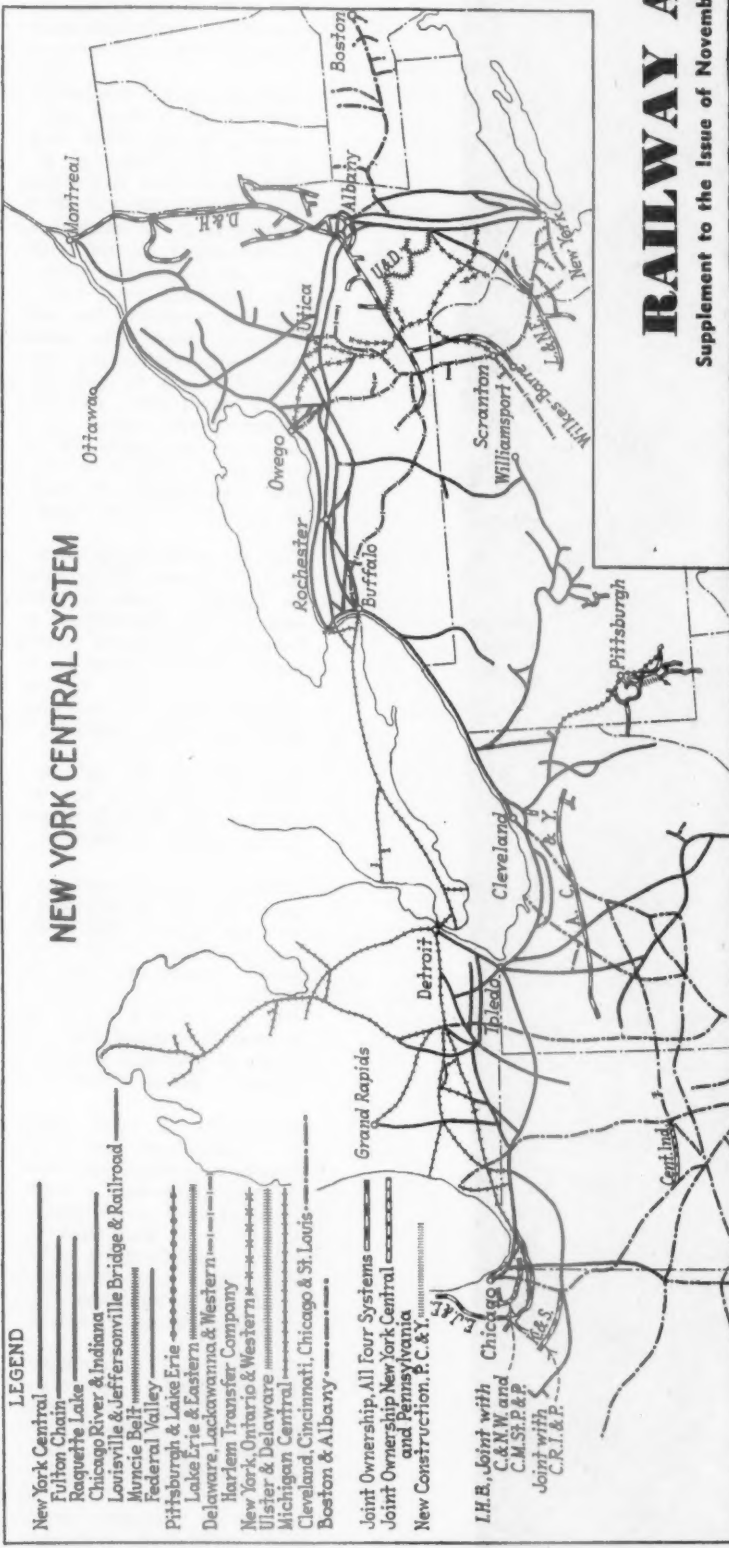 NEW YORK CENTRAL SYSTEM
LEGEND
New York Central
Fulton Chain
Raquette Lake
Chicago River & Indiana
Louisville & Jeffersonville Bridge & Railroad
Muncie Belt
Federal Valley
Pittsburgh & Lake Erie
Lake Erie & Eastern
Delaware, Lackawanna & Western
Harlem Transfer Company
New York, Ontario & Western
Ulster & Delaware
Michigan Central
Cleveland, Cincinnati, Chicago & St. Louis
Boston & Albany
Joint Ownership, All Four Systems
Joint Ownership New York Central
and Pennsylvania
New Construction, P. C. & Y.
I.H.B., Joint with
C. & N.W. and
C.M.St.P. & P.
Joint with
C.R.I. & P.
E.J. & E.
Chicago
K. & S.
Grand Rapids
Detroit
Toledo
Cent. Ind.
Cleveland
A. C. & Y.
Pittsburgh
Buffalo
Rochester
Owego
Ottawa
Utica
Montreal
D. & H.
Albany
Boston
U. & D.
Scranton
Williamsport
Wilkes-Barre
L. & N.E.
New York
RAILWAY A
Supplement to the Issue of Novemb